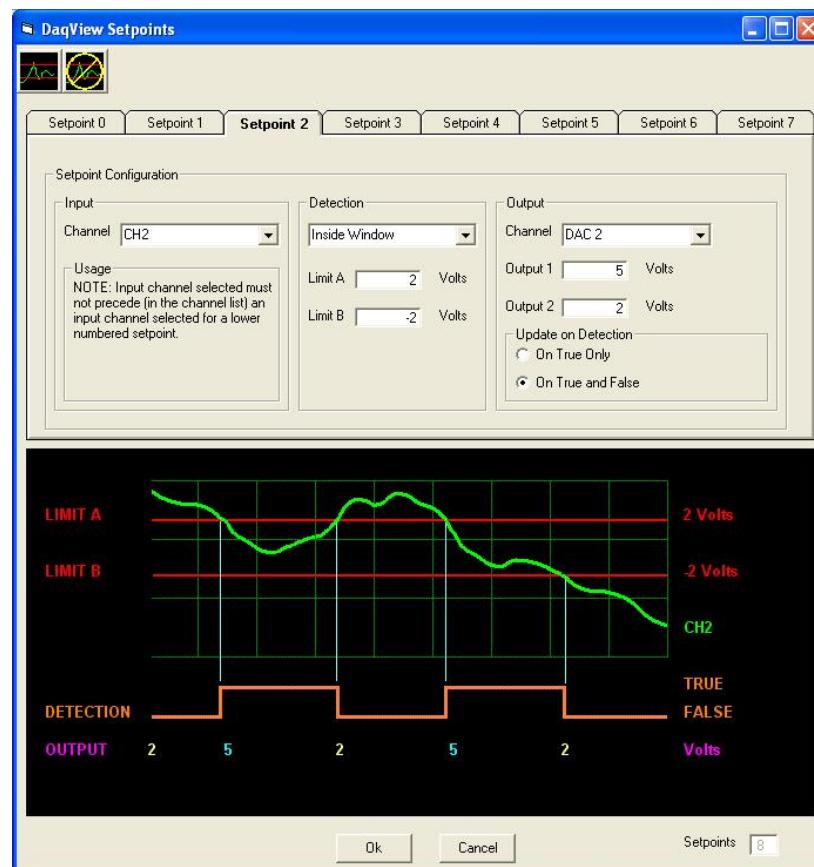 DaqView Setpoints
Setpoint 0 Setpoint 1 Setpoint 2 Setpoint 3 Setpoint 4 Setpoint 5 Setpoint 6 Setpoint 7
Setpoint Configuration
Input
Channel CH2
Usage
NOTE: Input channel selected must
not precede (in the channel list) an
input channel selected for a lower
numbered setpoint.
Detection
Inside Window
Limit A 2 Volts
Limit B -2 Volts
Output
Channel DAC 2
Output 1 5 Volts
Output 2 2 Volts
Update on Detection
On True Only
On True and False
LIMIT A 2 Volts
LIMIT B -2 Volts
CH2
TRUE
DETECTION FALSE
OUTPUT 2 5 2 5 2 Volts
Ok Cancel Setpoints 8